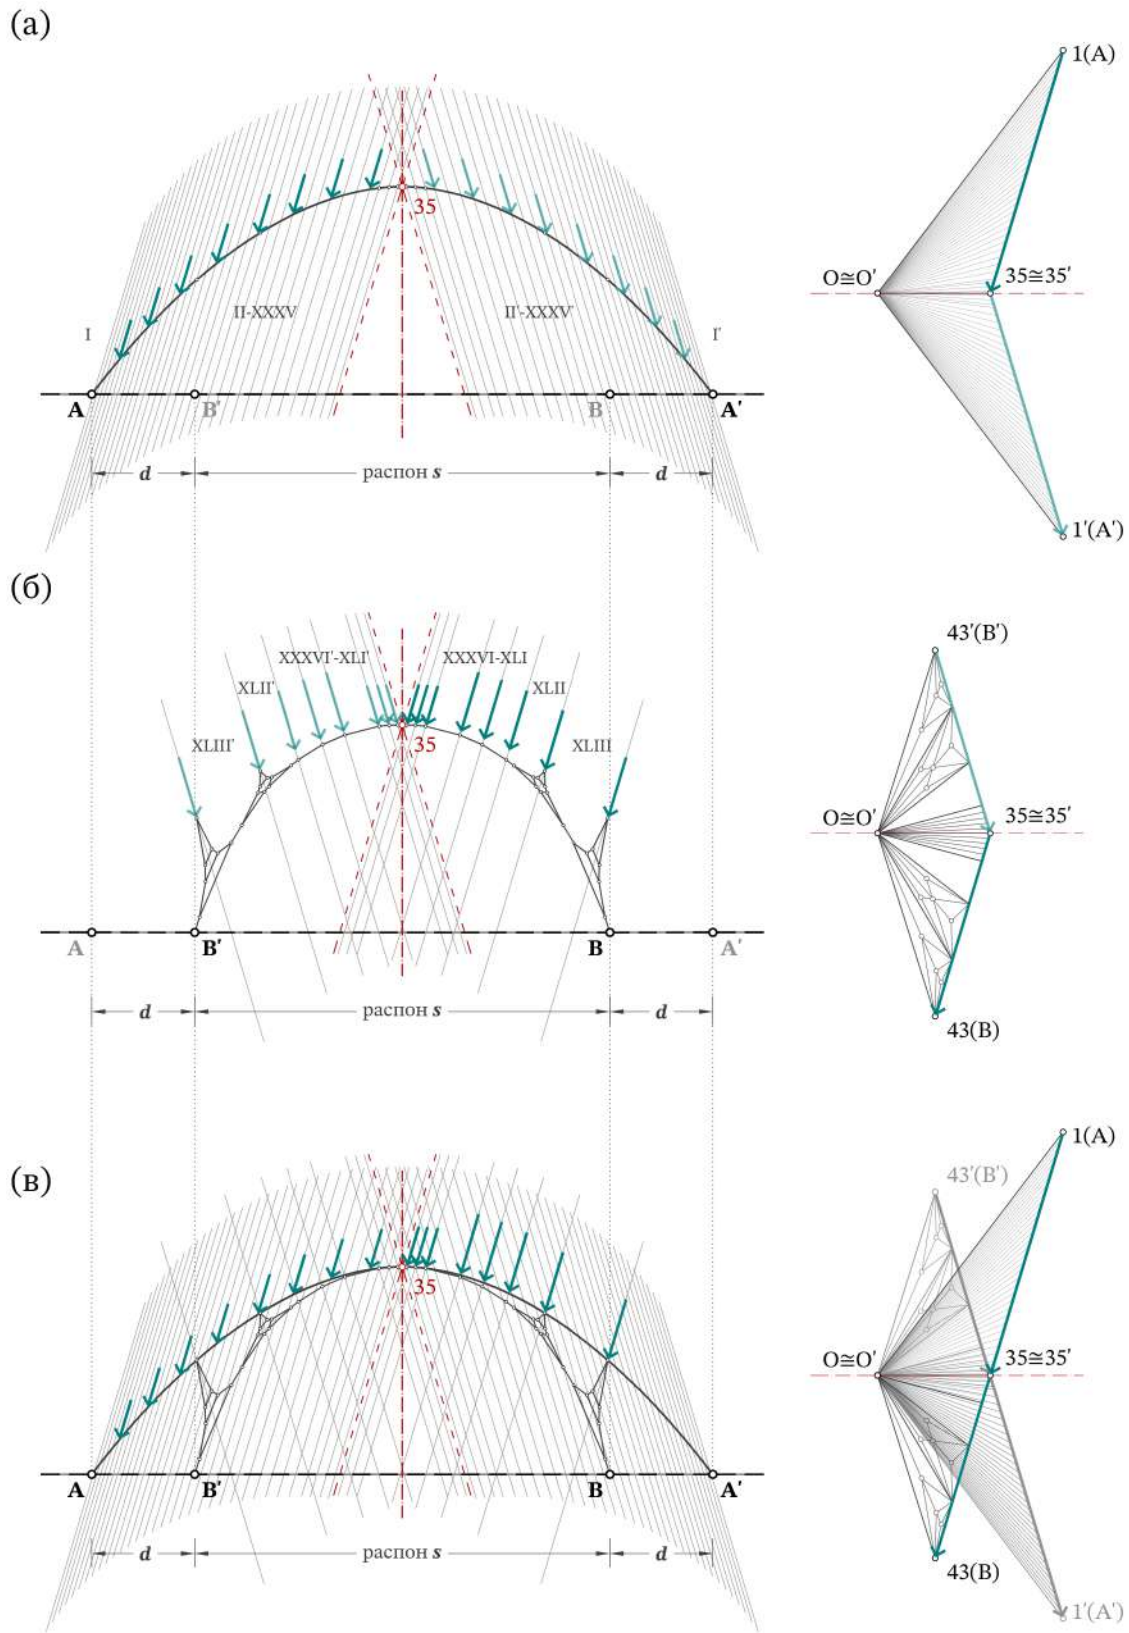 (а)
1(A)
35
O≅O'
35≅35'
I
II-XXXV
II'-XXXV'
I'
A
B'
B
A'
d
распон s
d
1'(A')
(б)
43'(B')
XXXVI'-XLI'
XXXVI-XLI
XLII'
XLII
XLIII'
XLIII
35
O≅O'
35≅35'
A
B'
B
A'
d
распон s
d
43(B)
(в)
1(A)
43'(B')
35
O≅O'
35≅35'
A
B'
B
A'
d
распон s
d
43(B)
1'(A')